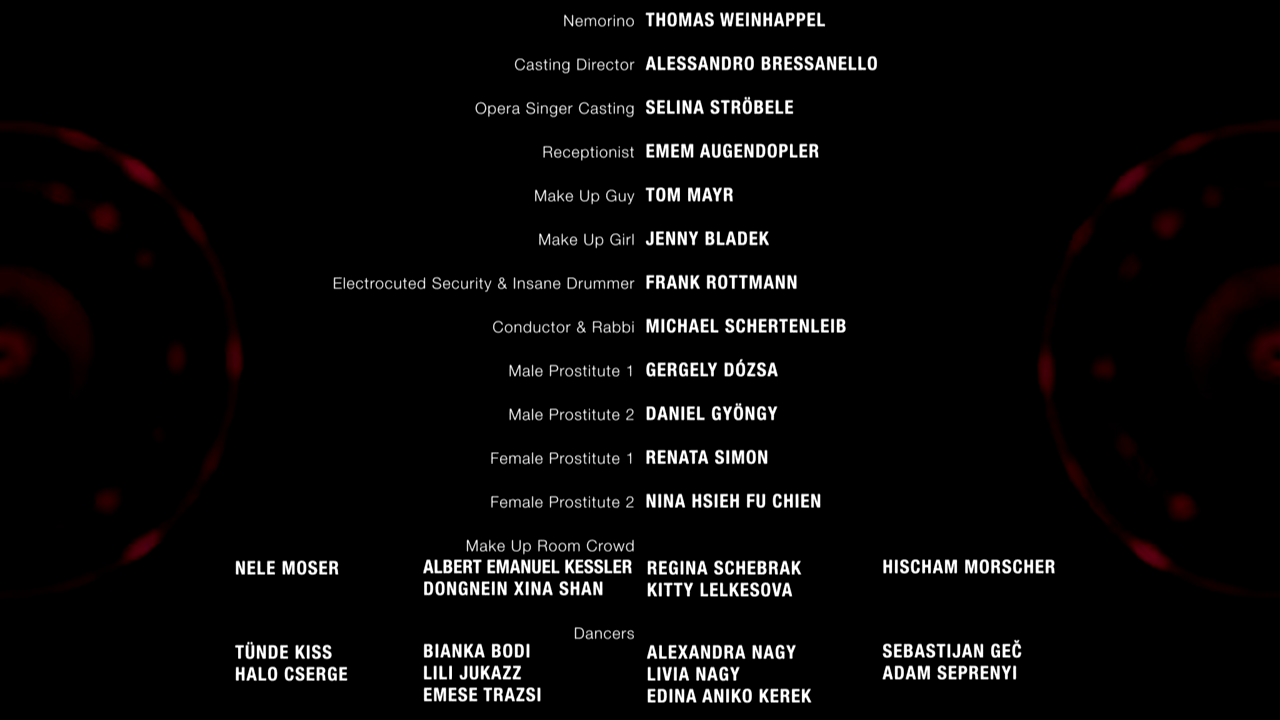 Nemorino THOMAS WEINHAPPEL
Casting Director ALESSANDRO BRESSANELLO
Opera Singer Casting SELINA STRÖBELE
Receptionist EMEM AUGENDOPLER
Make Up Guy TOM MAYR
Make Up Girl JENNY BLADEK
Electrocuted Security & Insane Drummer FRANK ROTTMANN
Conductor & Rabbi MICHAEL SCHERTENLEIB
Male Prostitute 1 GERGELY DÓZSA
Male Prostitute 2 DANIEL GYÖNGY
Female Prostitute 1 RENATA SIMON
Female Prostitute 2 NINA HSIEH FU CHIEN
Make Up Room Crowd
NELE MOSER ALBERT EMANUEL KESSLER REGINA SCHEBRAK HISCHAM MORSCHER
DONGNEIN XINA SHAN KITTY LELKESOVA
Dancers
TÜNDE KISS BIANKA BODI ALEXANDRA NAGY SEBASTIJAN GEČ
HALO CSERGE LILI JUKAZZ LIVIA NAGY ADAM SEPRENYI
EMESE TRAZSI EDINA ANIKO KEREK